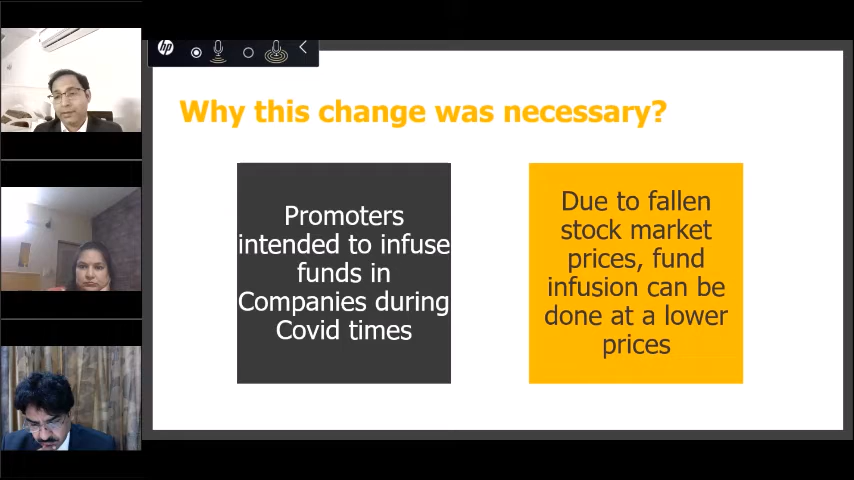 hp
Why this change was necessary?
Promoters
intended to infuse
funds in
Companies during
Covid times
Due to fallen
stock market
prices, fund
infusion can be
done at a lower
prices